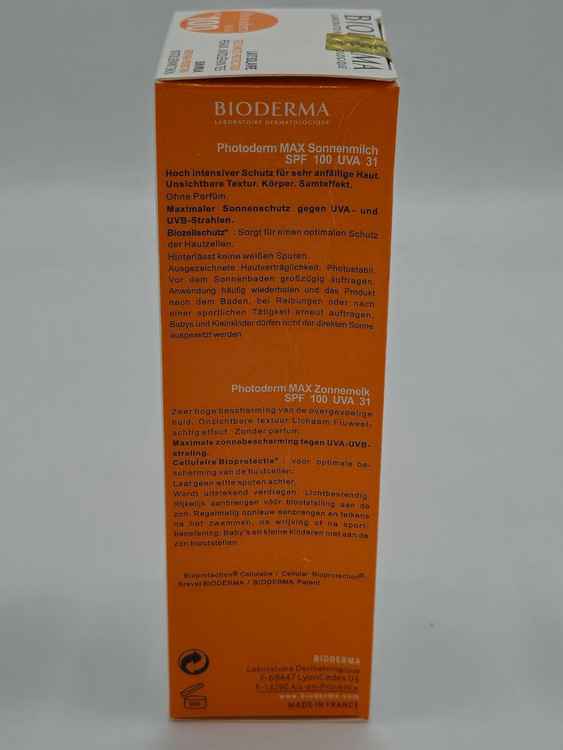 BIODERMA
LABORATOIRE DERMATOLOGIQUE
Photoderm MAX Sonnenmilch
SPF 100 UVA 31
Hoch intensiver Schutz für sehr anfällige Haut.
Unsichtbare Textur. Körper. Samteffekt.
Ohne Parfüm.
Maximaler Sonnenschutz gegen UVA - und
UVB-Strahlen.
Biozellschutz* : Sorgt für einen optimalen Schutz
der Hautzellen.
Hinterlässt keine weißen Spuren.
Ausgezeichnete Hautverträglichkeit. Photostabil.
Vor dem Sonnenbaden großzügig auftragen.
Anwendung häufig wiederholen und das Produkt
nach dem Baden, bei Reibungen oder nach
einer sportlichen Tätigkeit erneut auftragen.
Babys und Kleinkinder dürfen nicht der direkten Sonne
ausgesetzt werden
Photoderm MAX Zonnemelk
SPF 100 UVA 31
Zeer hoge bescherming van de overgevoelige
huid. Onzichtbare textuur Lichaam Fluweel-
achtig effect. Zonder parfum.
Maximale zonnebescherming tegen UVA-UVB-
straling.
Cellulaire Bioprotectie* : voor optimale be-
scherming van de huidcellen.
Laat geen witte sporen achter.
Wordt uitstekend verdragen. Lichtbestendig.
Rijkelijk aanbrengen vóór blootstelling aan de
zon. Regelmatig opnieuw aanbrengen en telkens
na het zwemmen, na wrijving of na sport-
beoefening. Baby's en kleine kinderen niet aan de
zon blootstellen
Bioprotection® Cellulaire / Cellular Bioprotection®,
Brevet BIODERMA / BIODERMA Patent
BIODERMA
Laboratoire Dermatologique
F-69447 LyonCedex 03
F-13290 Aix-en-Provence
www.bioderma.com
MADE IN FRANCE